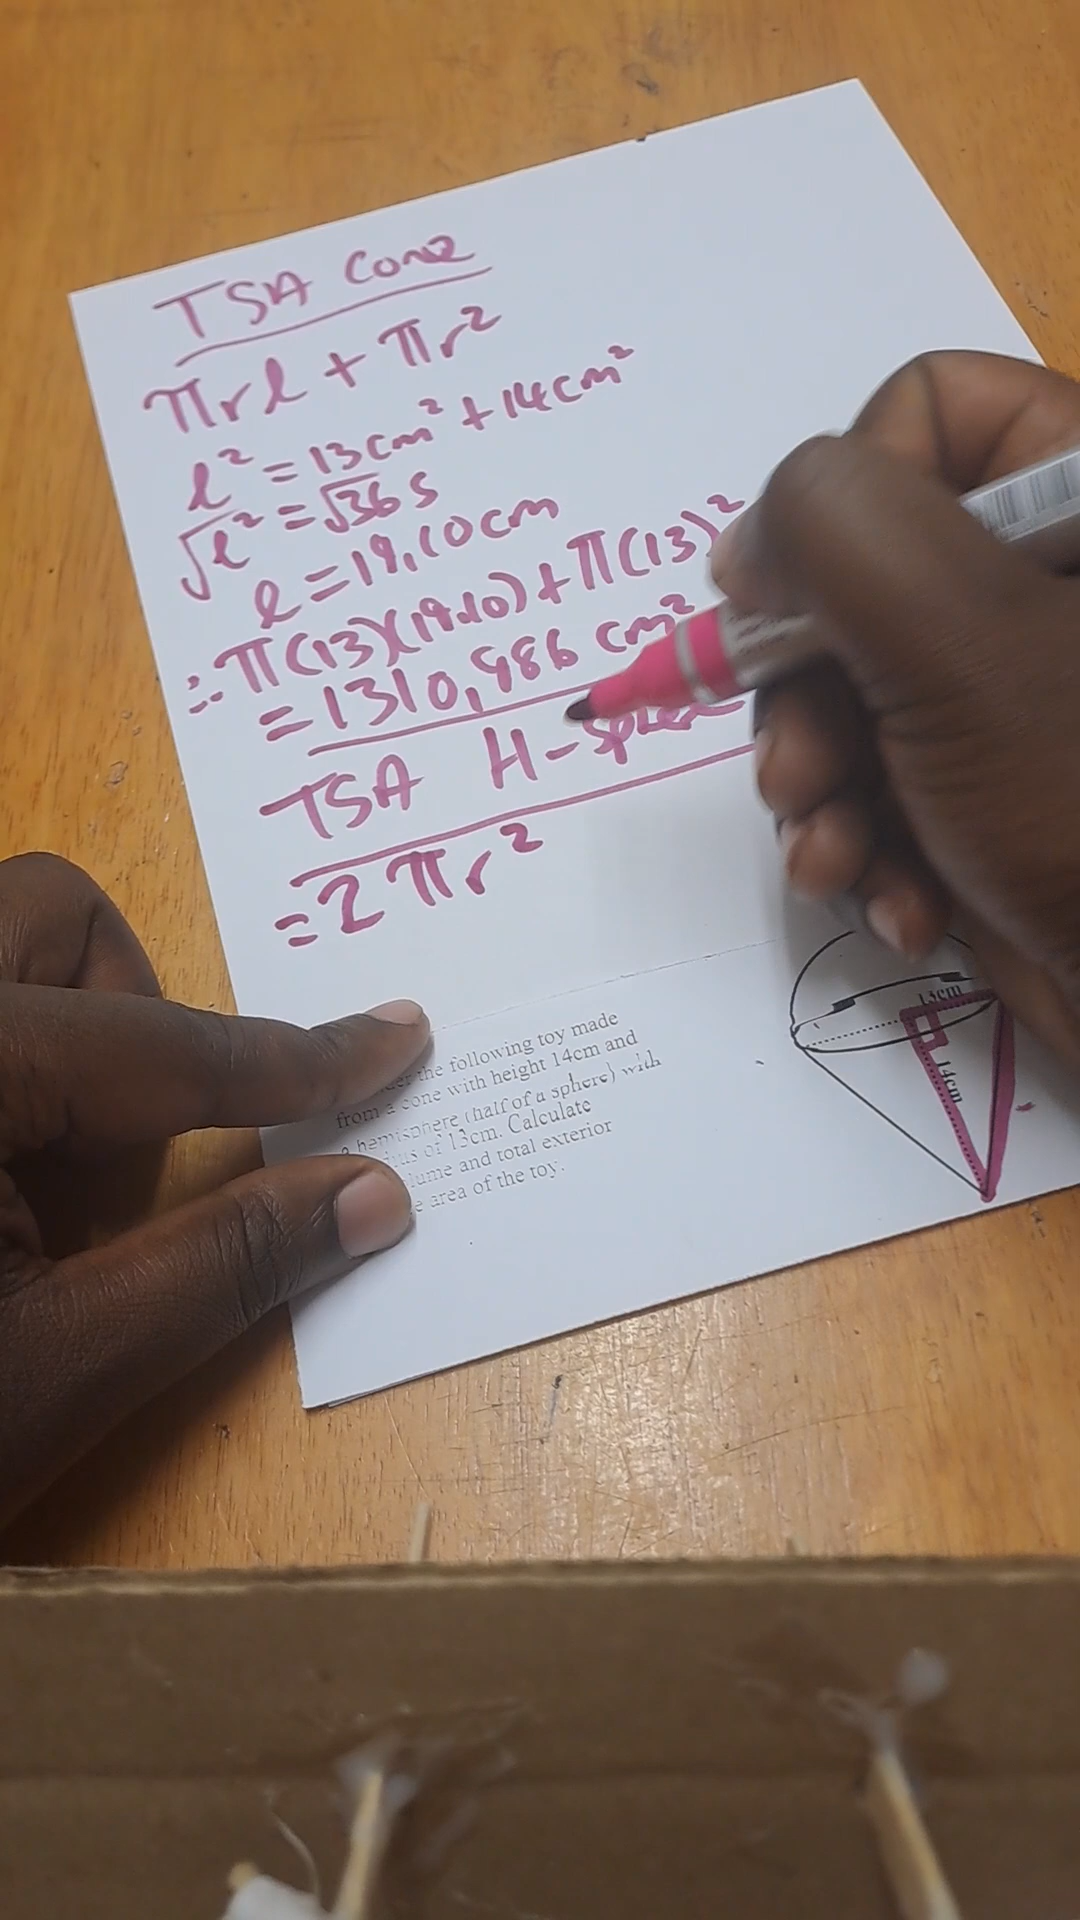 TSA Cone
πrl + πr²
l² = 13cm² + 14cm²
√l² = √365
l = 19,10cm
∴ π(13)(19.10) + π(13)²
= 1310,986 cm²
TSA H-
= 2πr²
the following toy made
from a cone with height 14cm and
hemisphere (half of a sphere) with
of 13cm. Calculate
and total exterior
area of the toy.
13cm
14cm